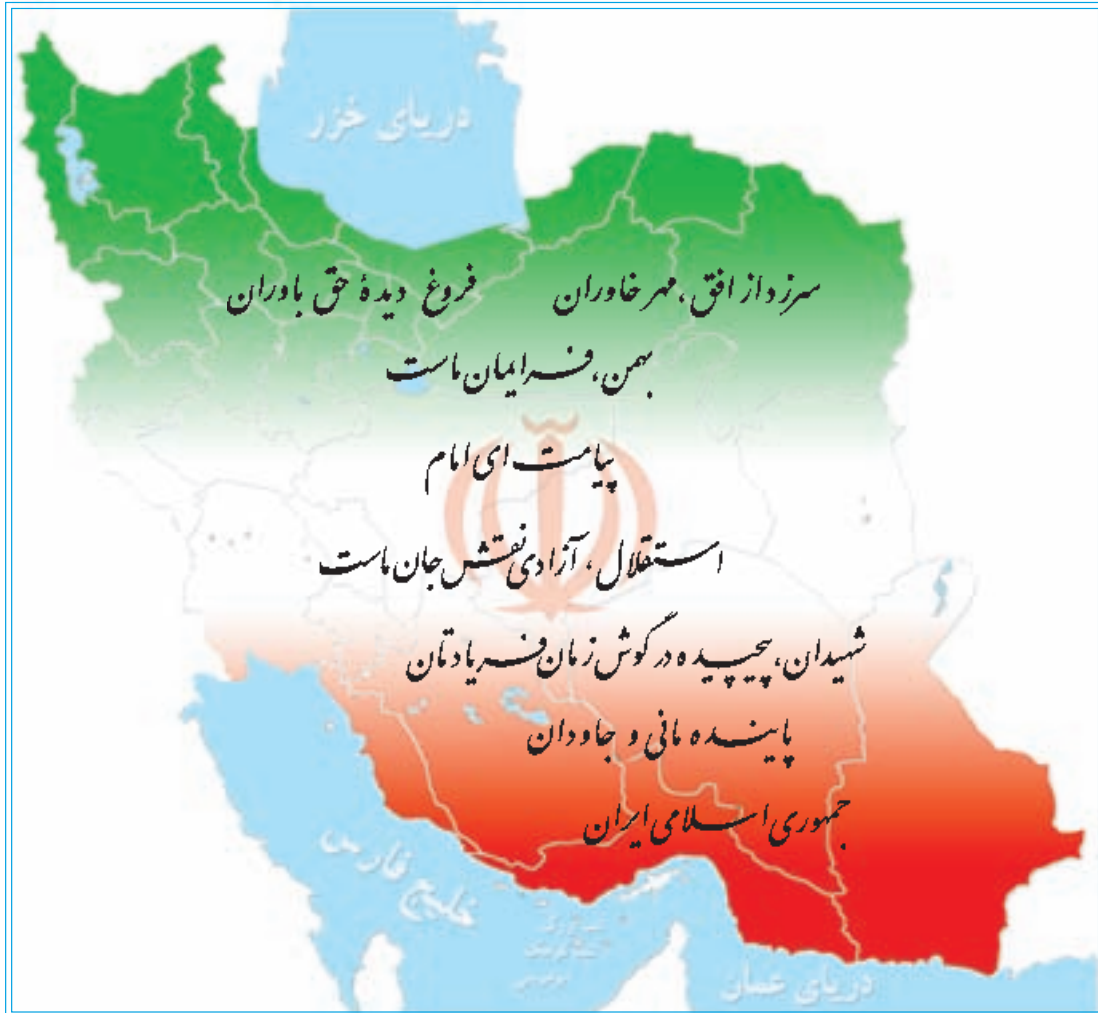 دریای خزر
سرزد از افق، مهر خاوران فروغ دیدهٔ حق باوران
بهمن، فر ایمان ماست
پیامت ای امام
استقلال، آزادی نقش جان ماست
شهیدان، پیچیده در گوش زمان فریادتان
پاینده مانی و جاودان
جمهوری اسلامی ایران
خلیج فارس
دریای عمان